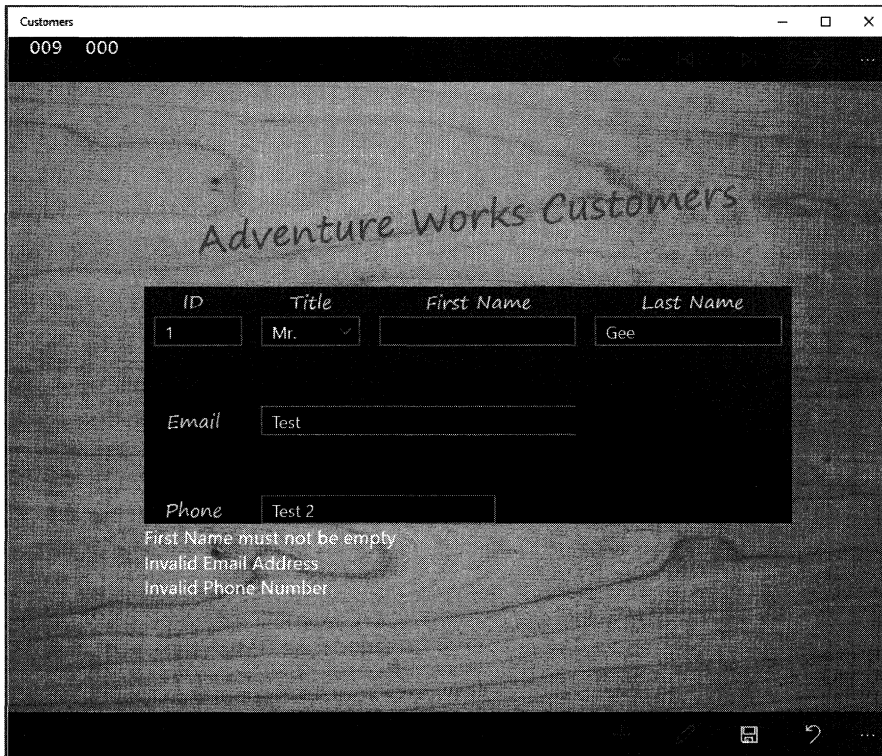 Customers
009 000
Adventure Works Customers
ID Title First Name Last Name
1 Mr. Gee
Email Test
Phone Test 2
First Name must not be empty
Invalid Email Address
Invalid Phone Number